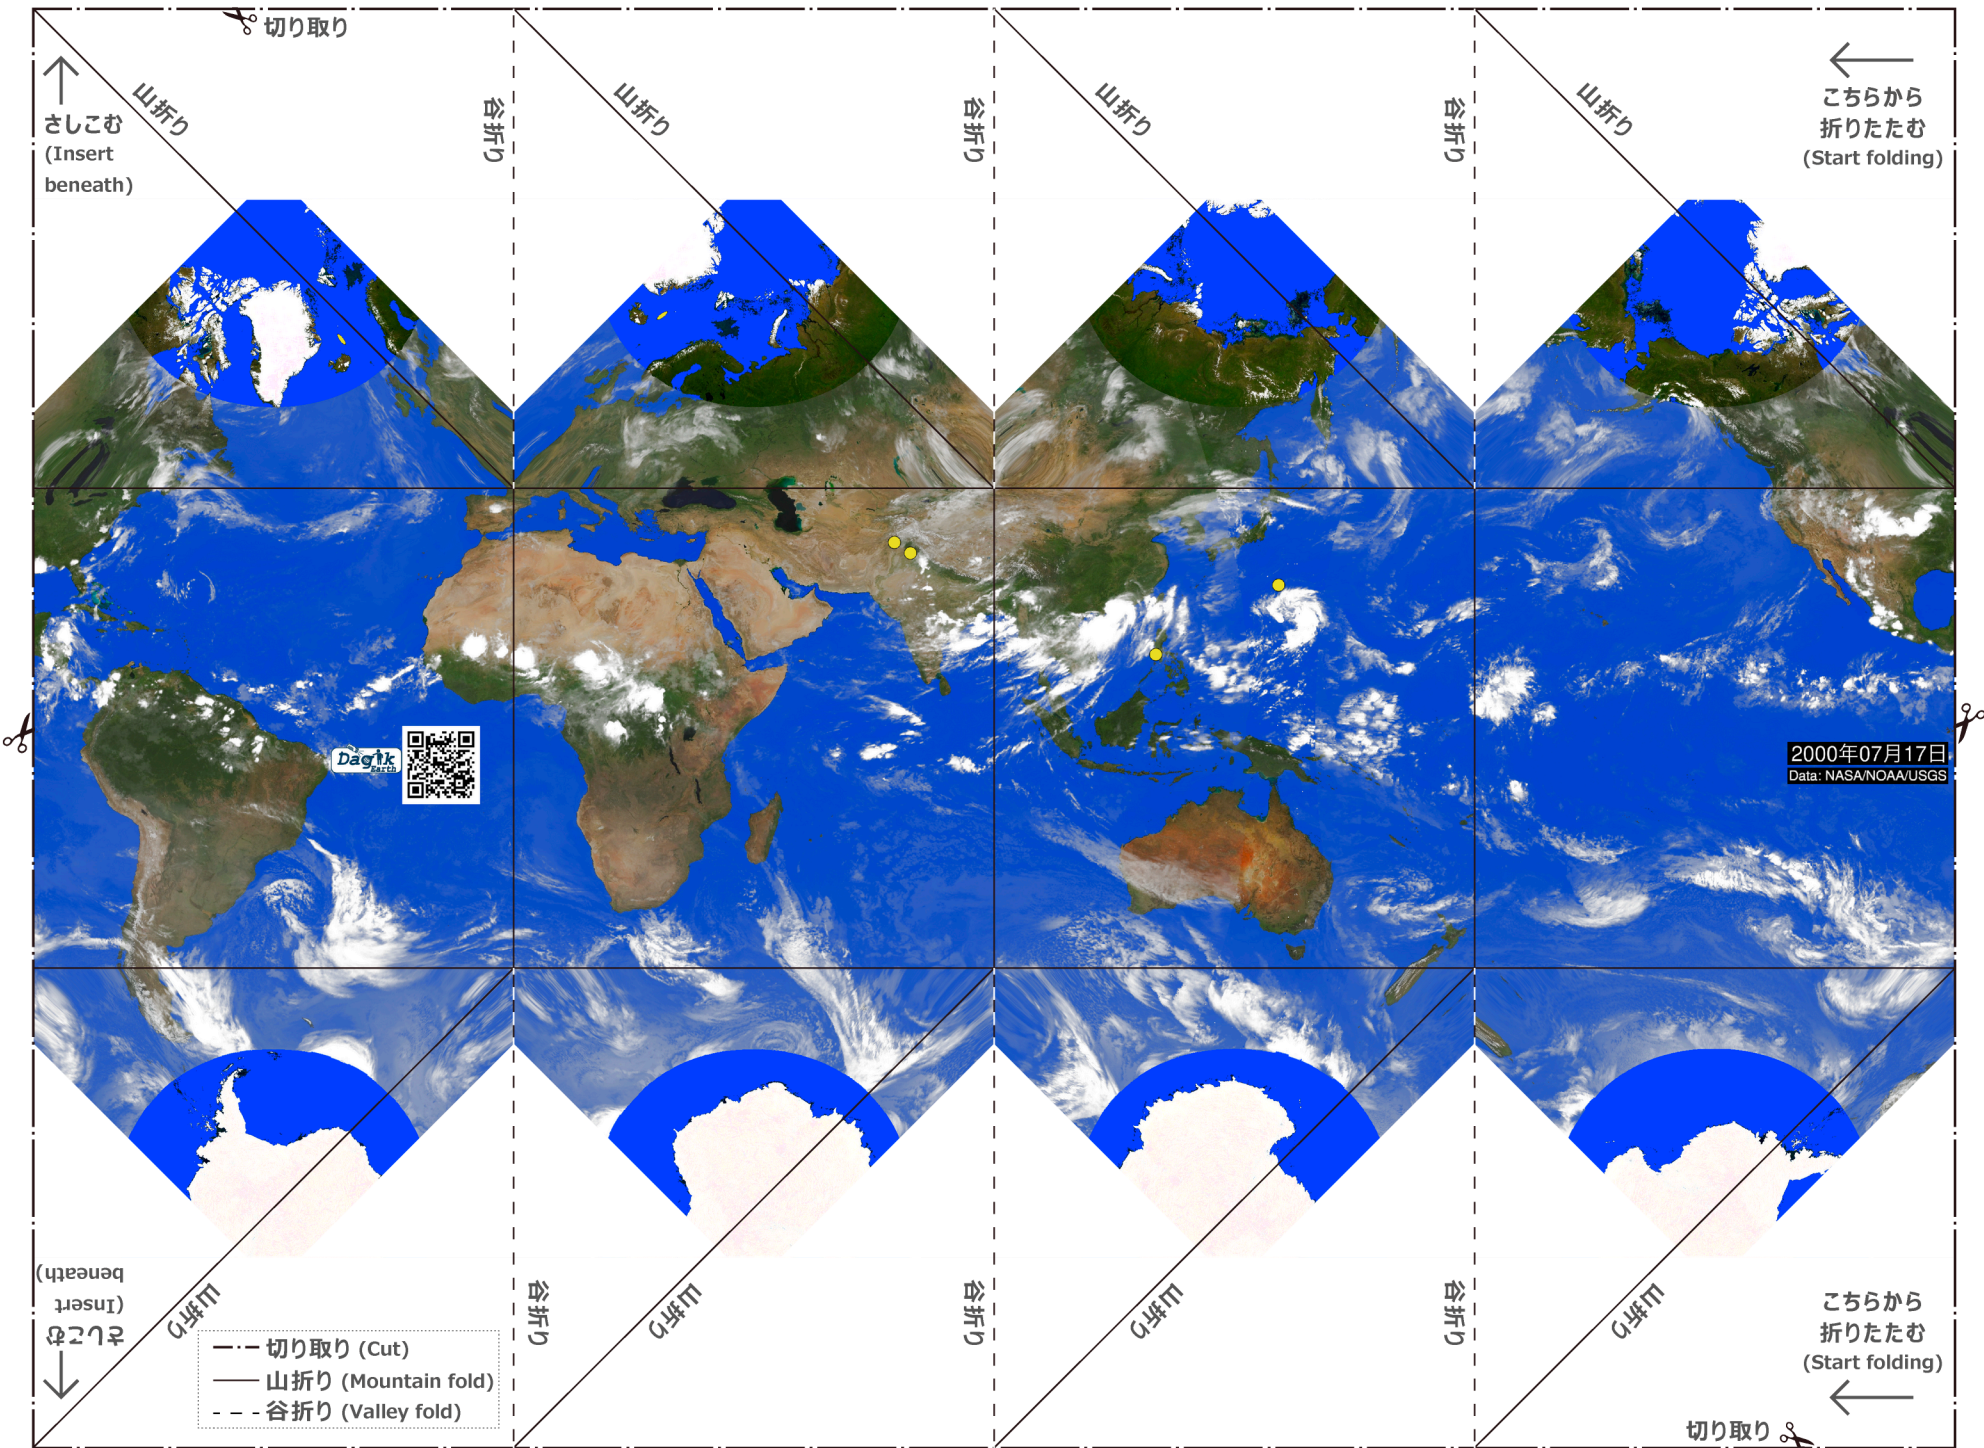 切り取り
さしこむ
(Insert
beneath)
山折り
谷折り
山折り
谷折り
山折り
谷折り
山折り
こちらから
折りたたむ
(Start folding)
Dagik
Earth
2000年07月17日
Data: NASA/NOAA/USGS
さしこむ
(Insert
beneath)
山折り
谷折り
山折り
谷折り
山折り
谷折り
山折り
こちらから
折りたたむ
(Start folding)
切り取り (Cut)
山折り (Mountain fold)
谷折り (Valley fold)
切り取り